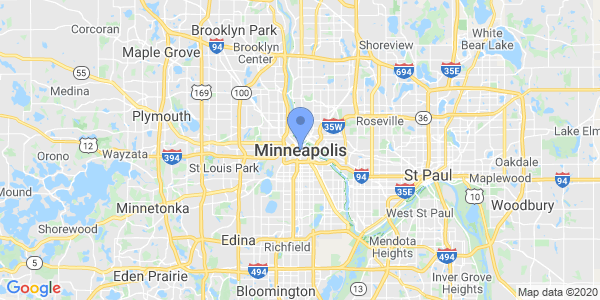 Corcoran
Brooklyn Park
94
Brooklyn
Center
Shoreview
White
Bear Lake
Maple Grove
55
Medina
169
100
694
35E
Plymouth
35W
Roseville
36
Lake Elm
12
Orono
Wayzata
394
Minneapolis
St Louis Park
94
St Paul
Oakdale
Maplewood
94
Mound
Minnetonka
35E
10
West St Paul
Woodbury
Shorewood
Edina
Richfield
Mendota
Heights
5
Eden Prairie
494
494
Inver Grove
Heights
Google
Bloomington
Map data ©2020